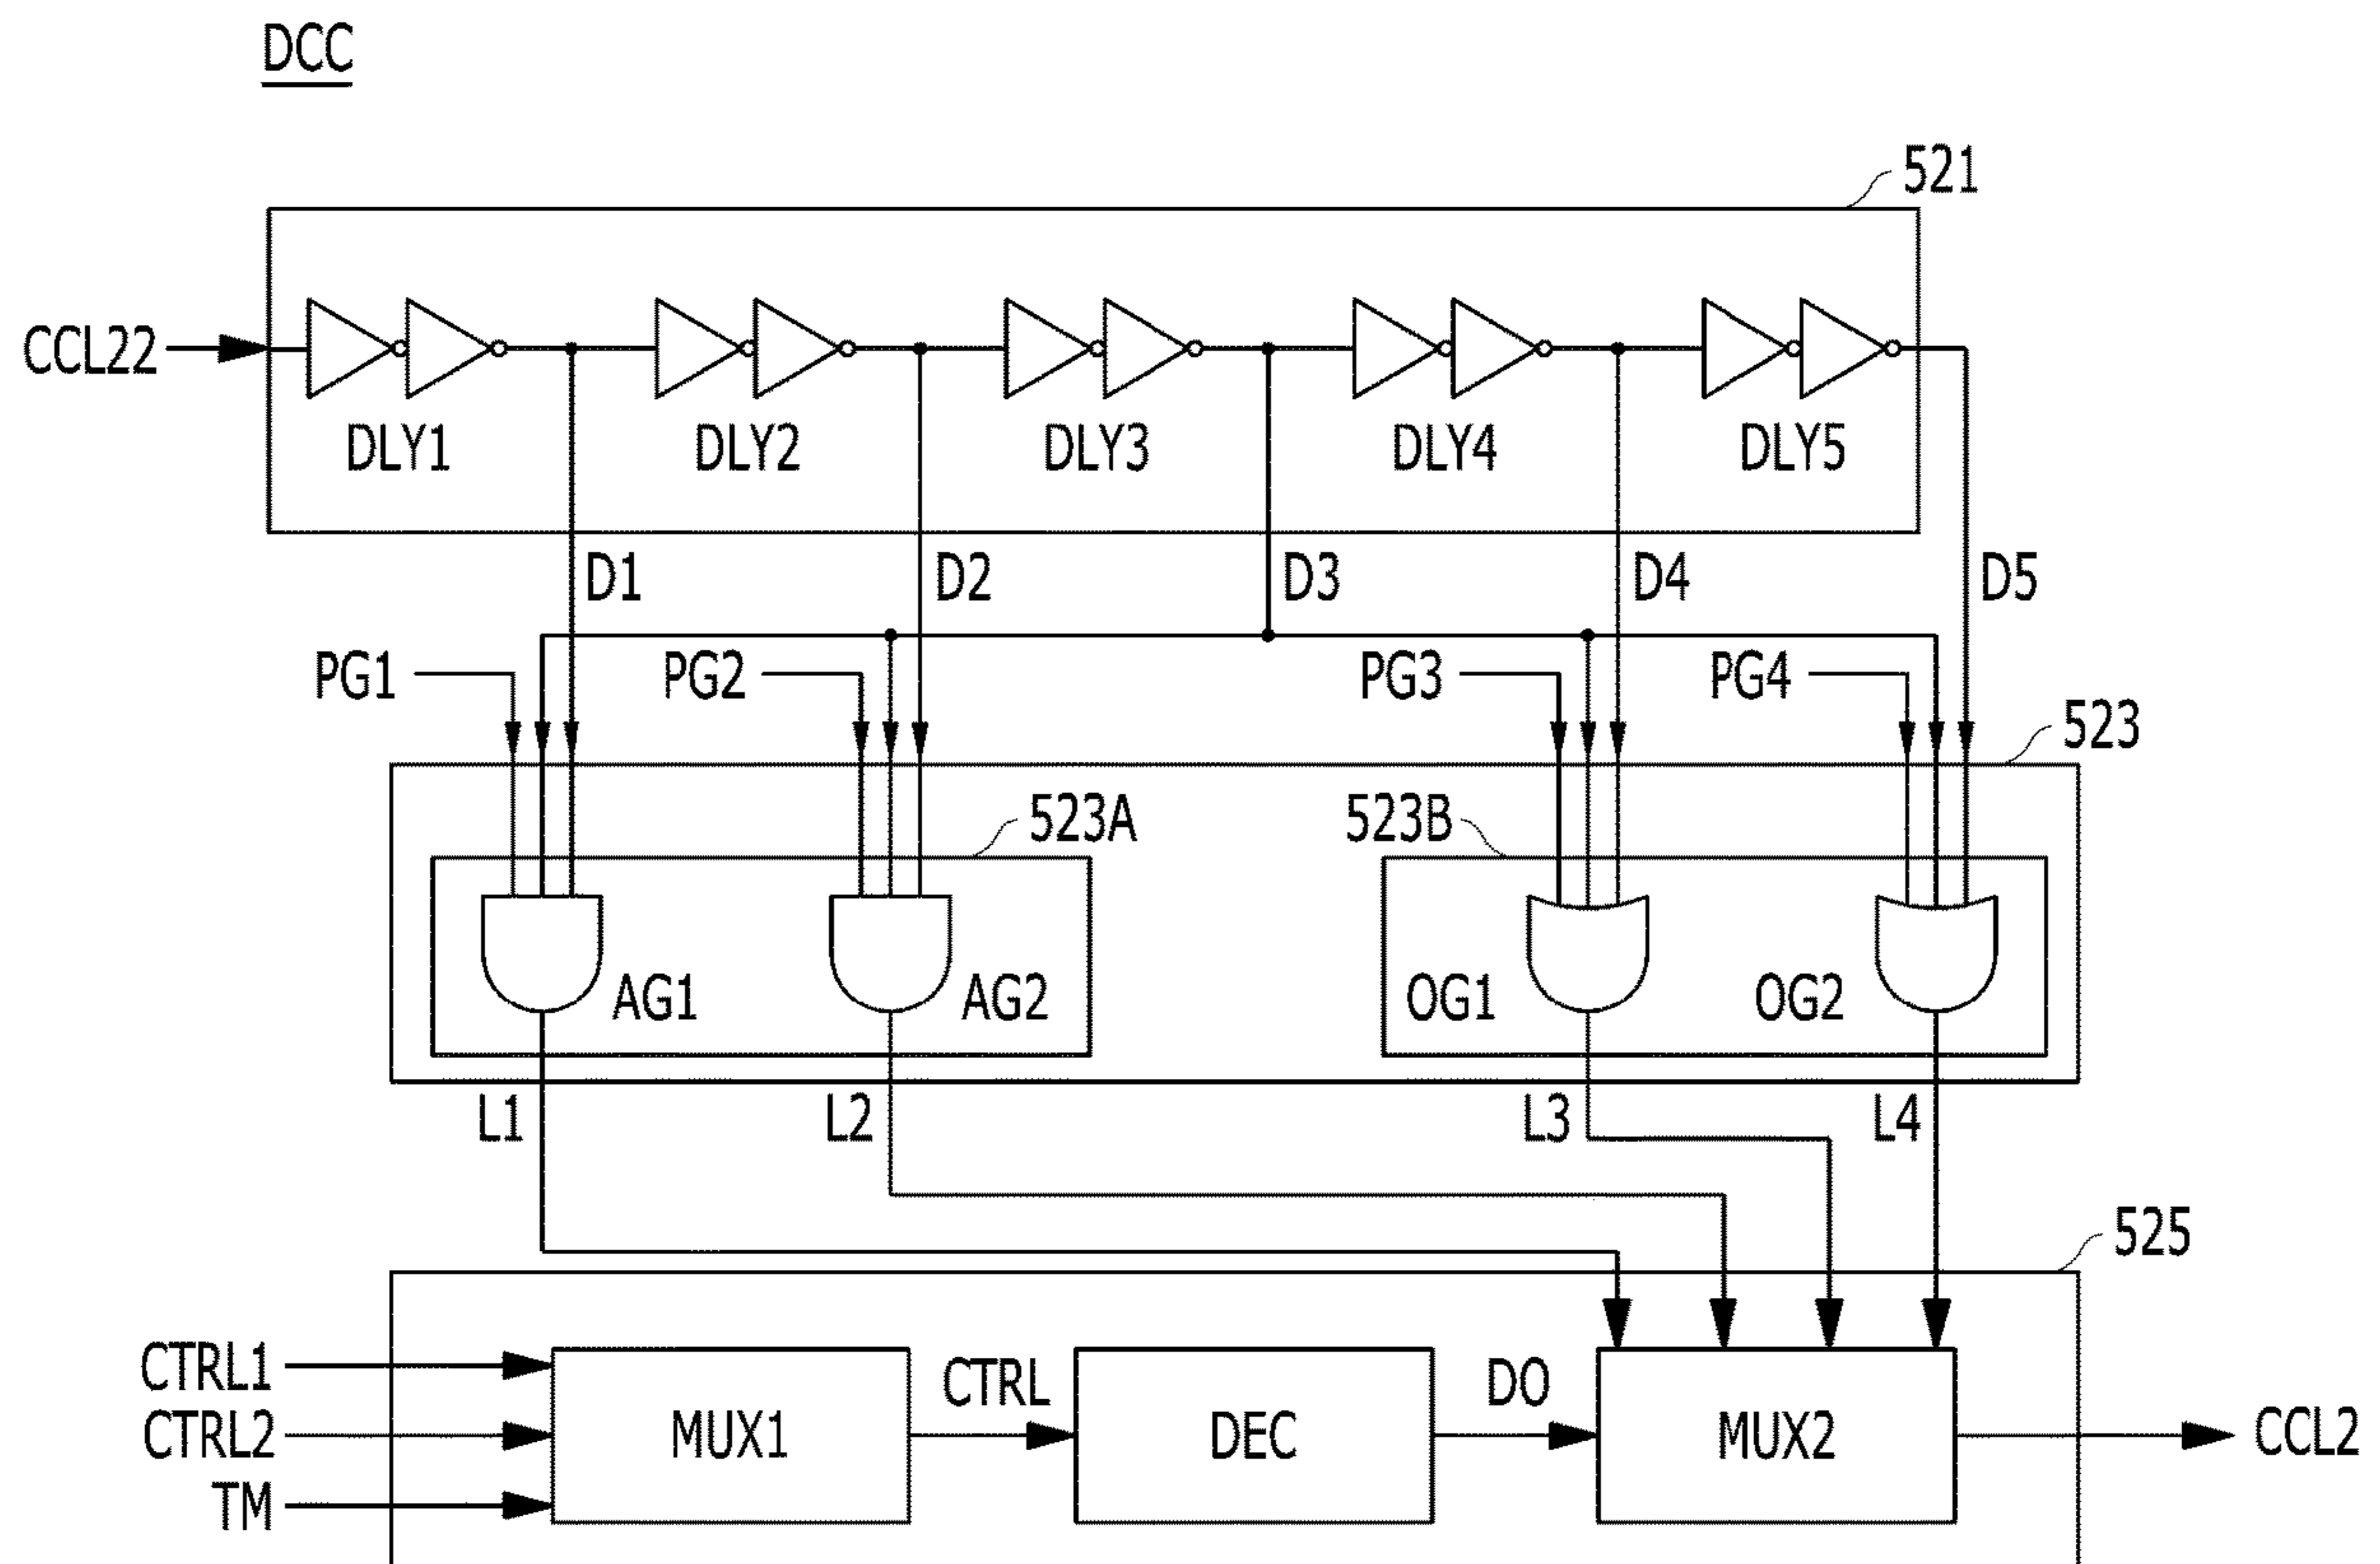 DCC
521
CCL22
DLY1 DLY2 DLY3 DLY4 DLY5
D1 D2 D3 D4 D5
PG1 PG2 PG3 PG4
523
523A 523B
AG1 AG2 OG1 OG2
L1 L2 L3 L4
525
CTRL1
CTRL2
TM
MUX1 CTRL DEC DO MUX2 CCL2